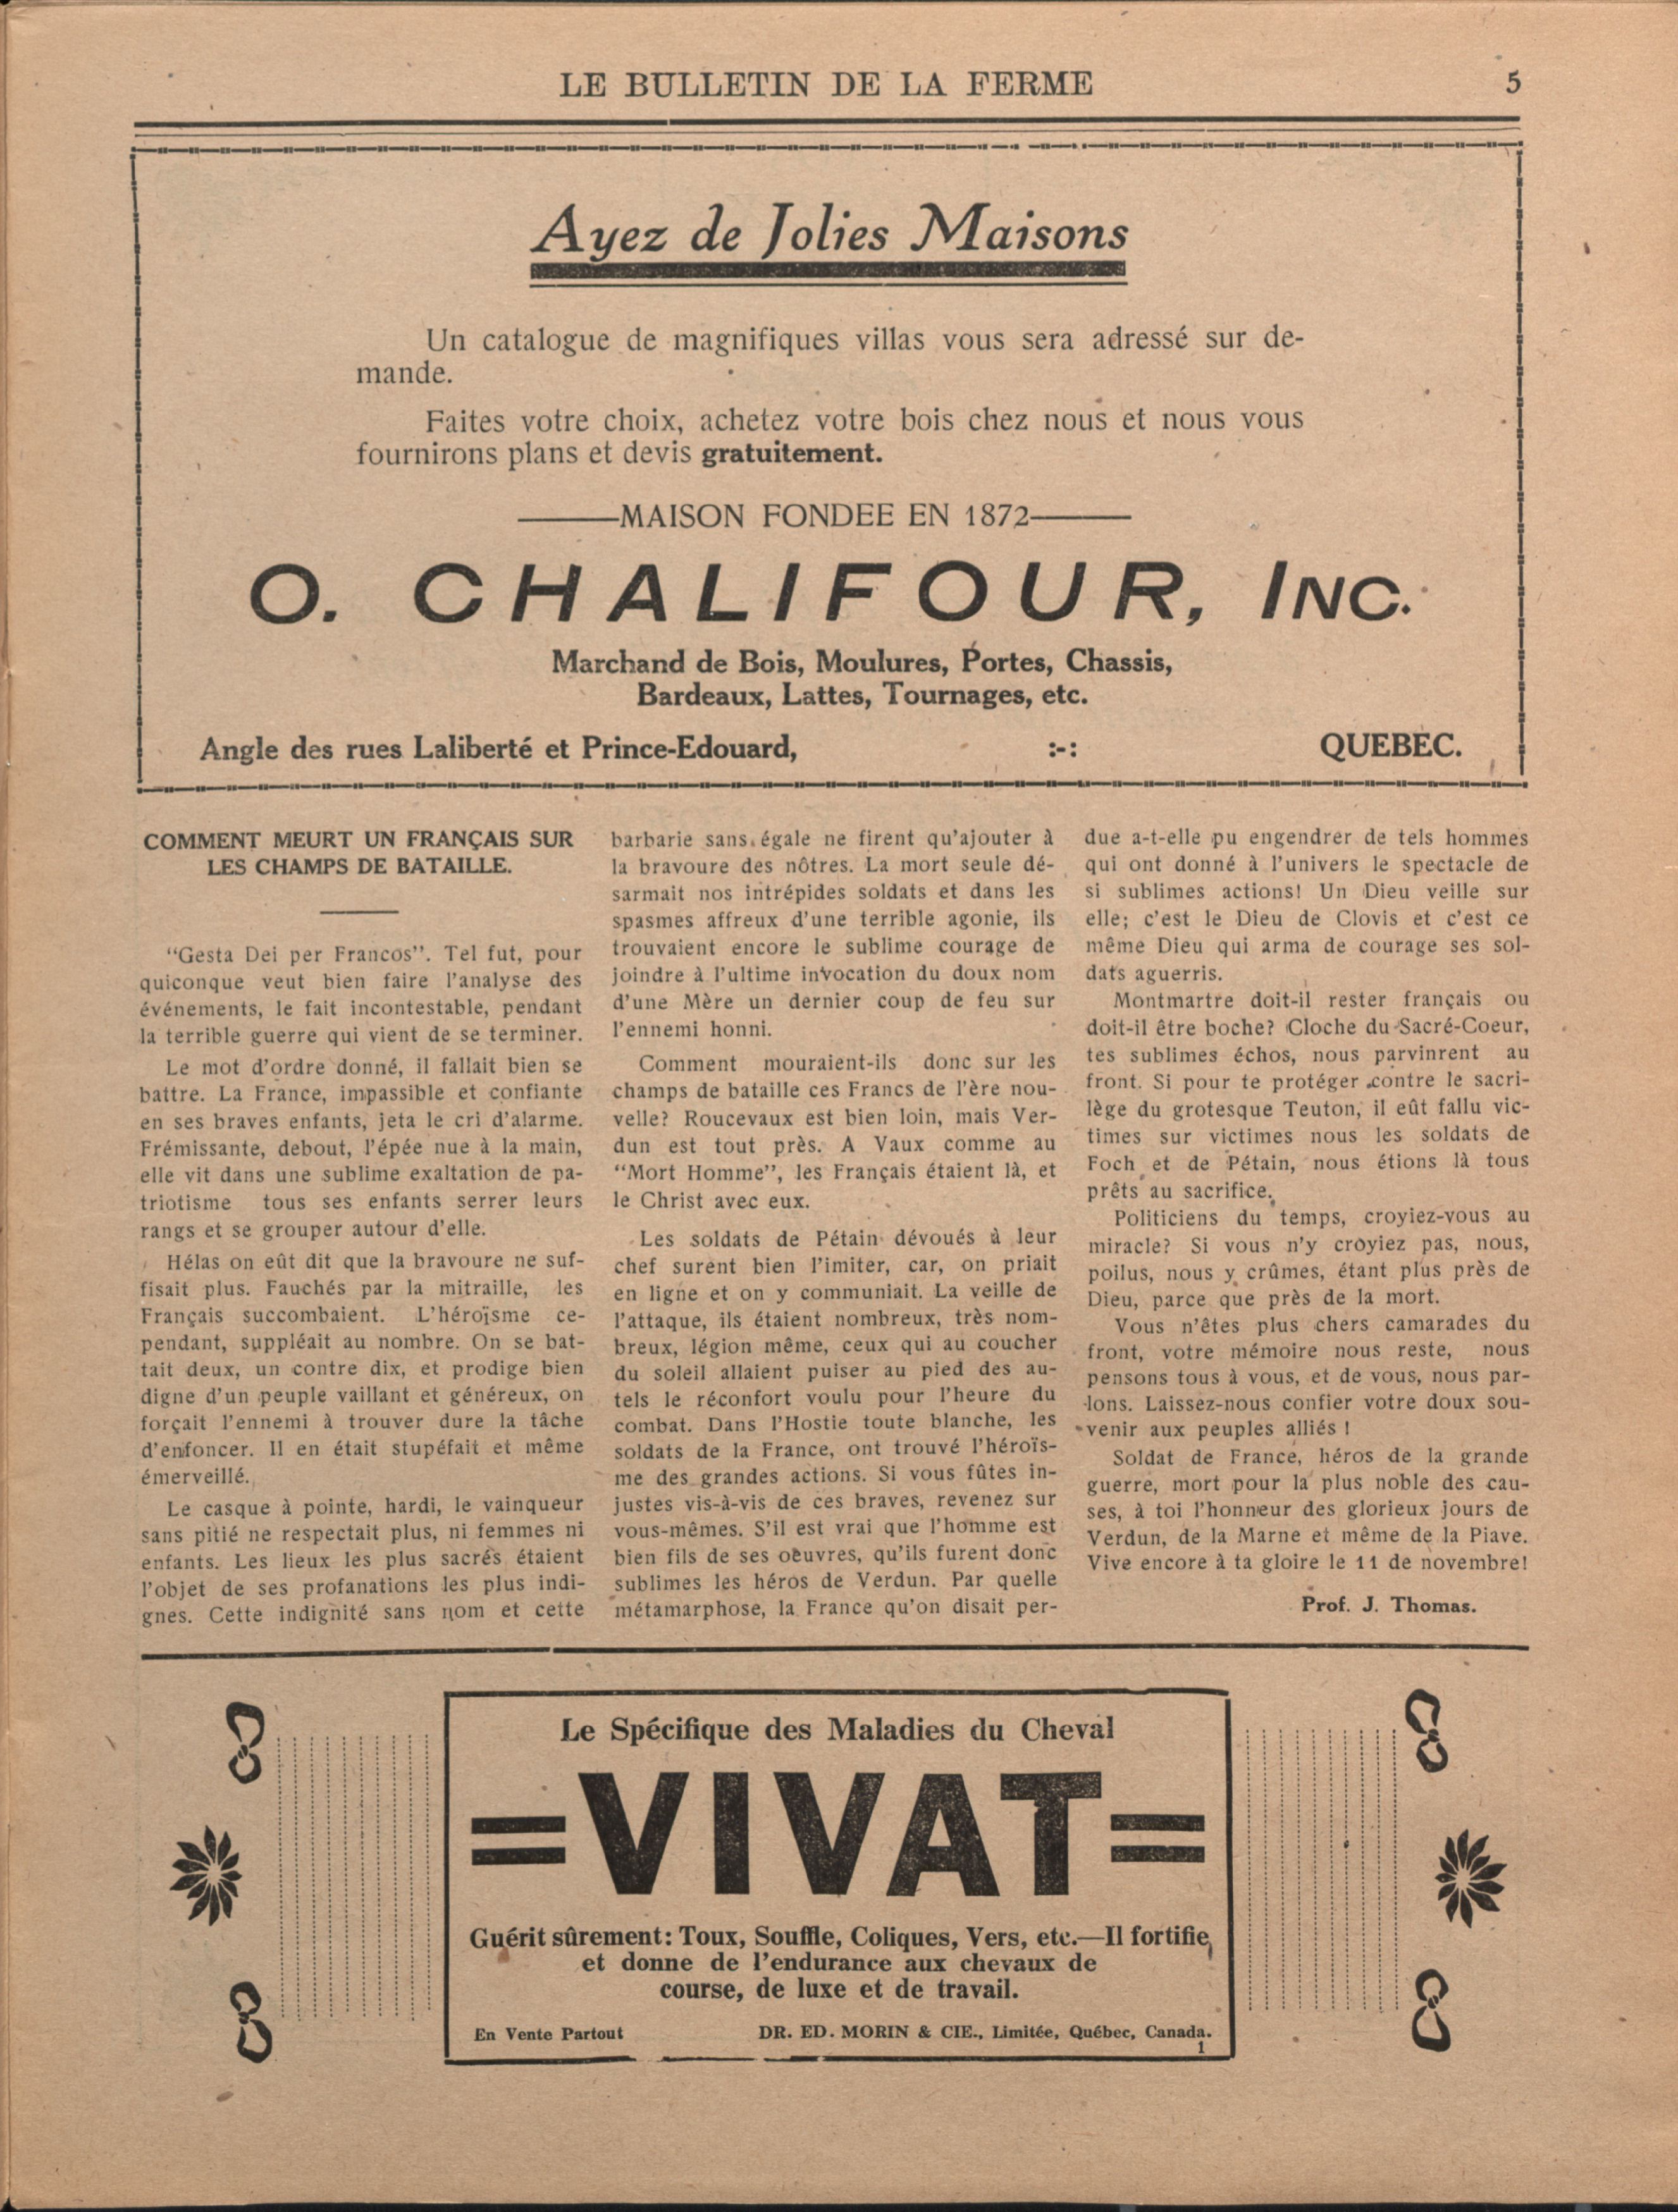 LE BULLETIN DE LA FERME
5
Ayez de Jolies Maisons
Un catalogue de magnifiques villas vous sera adressé sur de-
mande.
Faites votre choix, achetez votre bois chez nous et nous vous
fournirons plans et devis gratuitement.
MAISON FONDEE EN 1872
O. CHALIFOUR, INC.
Marchand de Bois, Moulures, Portes, Chassis,
Bardeaux, Lattes, Tournages, etc.
Angle des rues Laliberté et Prince-Edouard, :-: QUEBEC.
COMMENT MEURT UN FRANÇAIS SUR
LES CHAMPS DE BATAILLE.
"Gesta Dei per Francos". Tel fut, pour
quiconque veut bien faire l'analyse des
événements, le fait incontestable, pendant
la terrible guerre qui vient de se terminer.
Le mot d'ordre donné, il fallait bien se
battre. La France, impassible et confiante
en ses braves enfants, jeta le cri d'alarme.
Frémissante, debout, l'épée nue à la main,
elle vit dans une sublime exaltation de pa-
triotisme tous ses enfants serrer leurs
rangs et se grouper autour d'elle.
Hélas on eût dit que la bravoure ne suf-
fisait plus. Fauchés par la mitraille, les
Français succombaient. L'héroïsme ce-
pendant, suppléait au nombre. On se bat-
tait deux, un contre dix, et prodige bien
digne d'un peuple vaillant et généreux, on
forçait l'ennemi à trouver dure la tâche
d'enfoncer. Il en était stupéfait et même
émerveillé.
Le casque à pointe, hardi, le vainqueur
sans pitié ne respectait plus, ni femmes ni
enfants. Les lieux les plus sacrés étaient
l'objet de ses profanations les plus indi-
gnes. Cette indignité sans nom et cette
barbarie sans égale ne firent qu'ajouter à
la bravoure des nôtres. La mort seule dé-
sarmait nos intrépides soldats et dans les
spasmes affreux d'une terrible agonie, ils
trouvaient encore le sublime courage de
joindre à l'ultime invocation du doux nom
d'une Mère un dernier coup de feu sur
l'ennemi honni.
Comment mouraient-ils donc sur les
champs de bataille ces Francs de l'ère nou-
velle? Roucevaux est bien loin, mais Ver-
dun est tout près. A Vaux comme au
"Mort Homme", les Français étaient là, et
le Christ avec eux.
Les soldats de Pétain dévoués à leur
chef surent bien l'imiter, car, on priait
en ligne et on y communiait. La veille de
l'attaque, ils étaient nombreux, très nom-
breux, légion même, ceux qui au coucher
du soleil allaient puiser au pied des au-
tels le réconfort voulu pour l'heure du
combat. Dans l'Hostie toute blanche, les
soldats de la France, ont trouvé l'héroïs-
me des grandes actions. Si vous fûtes in-
justes vis-à-vis de ces braves, revenez sur
vous-mêmes. S'il est vrai que l'homme est
bien fils de ses oeuvres, qu'ils furent donc
sublimes les héros de Verdun. Par quelle
métamorphose, la France qu'on disait per-
due a-t-elle pu engendrer de tels hommes
qui ont donné à l'univers le spectacle de
si sublimes actions! Un Dieu veille sur
elle; c'est le Dieu de Clovis et c'est ce
même Dieu qui arma de courage ses sol-
dats aguerris.
Montmartre doit-il rester français ou
doit-il être boche? Cloche du Sacré-Coeur,
tes sublimes échos, nous parvinrent au
front. Si pour te protéger contre le sacri-
lège du grotesque Teuton, il eût fallu vic-
times sur victimes nous les soldats de
Foch et de Pétain, nous étions là tous
prêts au sacrifice.
Politiciens du temps, croyiez-vous au
miracle? Si vous n'y croyiez pas, nous,
poilus, nous y crûmes, étant plus près de
Dieu, parce que près de la mort.
Vous n'êtes plus chers camarades du
front, votre mémoire nous reste, nous
pensons tous à vous, et de vous, nous par-
lons. Laissez-nous confier votre doux sou-
venir aux peuples alliés !
Soldat de France, héros de la grande
guerre, mort pour la plus noble des cau-
ses, à toi l'honneur des glorieux jours de
Verdun, de la Marne et même de la Piave.
Vive encore à ta gloire le 11 de novembre!
Prof. J. Thomas.
Le Spécifique des Maladies du Cheval
=VIVAT=
Guérit sûrement: Toux, Souffle, Coliques, Vers, etc.—Il fortifie
et donne de l'endurance aux chevaux de
course, de luxe et de travail.
En Vente Partout DR. ED. MORIN & CIE., Limitée, Québec, Canada.
1